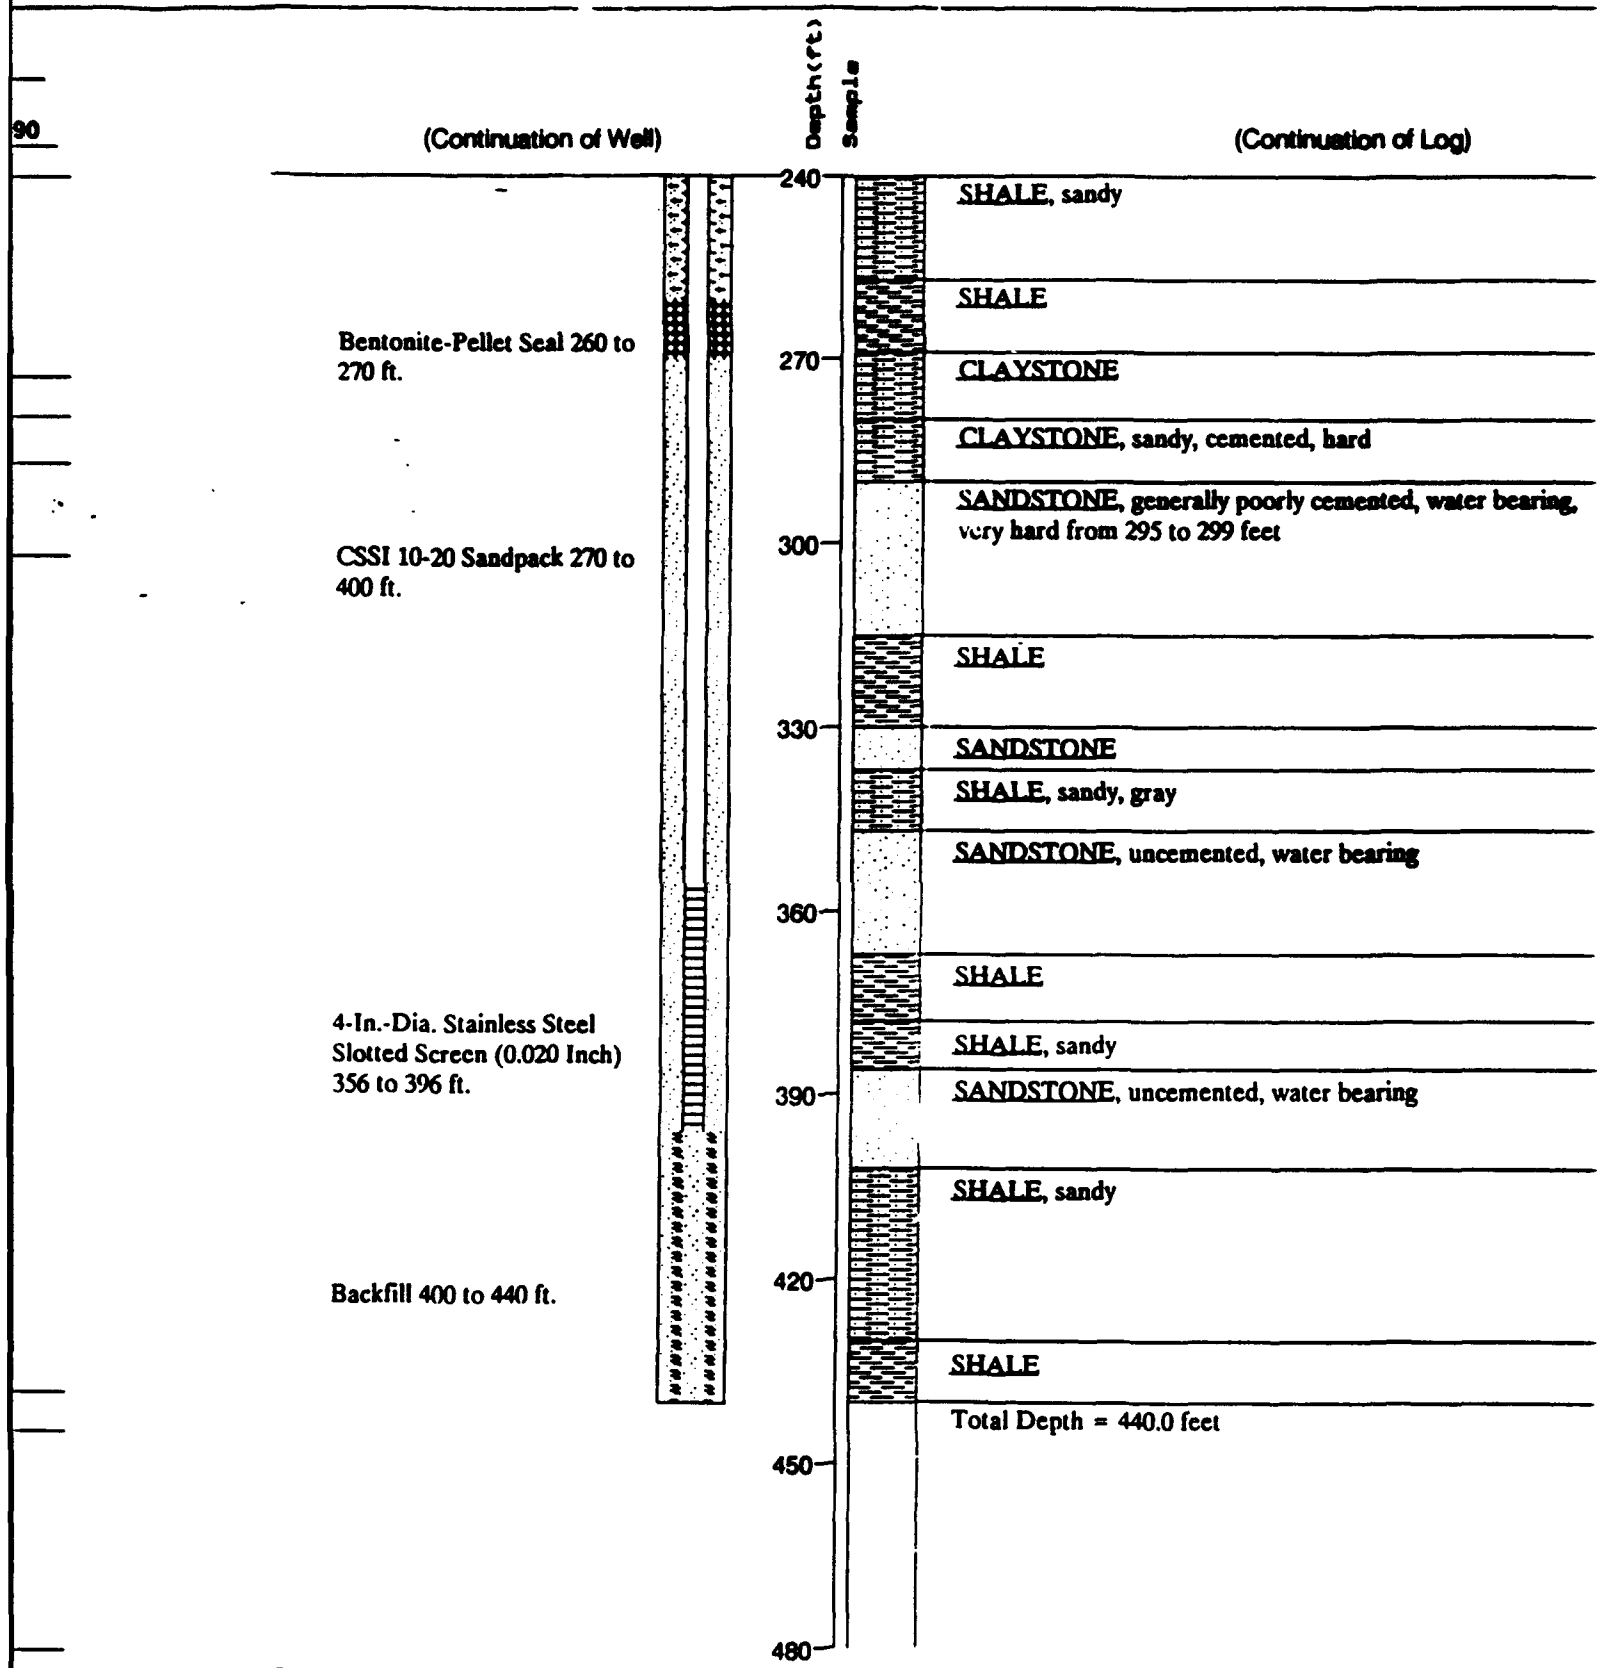 Depth(ft)
Sample
90
(Continuation of Well)
(Continuation of Log)
240
SHALE, sandy
SHALE
Bentonite-Pellet Seal 260 to
270 ft.
270
CLAYSTONE
CLAYSTONE, sandy, cemented, hard
SANDSTONE, generally poorly cemented, water bearing,
very hard from 295 to 299 feet
300
CSSI 10-20 Sandpack 270 to
400 ft.
SHALE
330
SANDSTONE
SHALE, sandy, gray
SANDSTONE, uncemented, water bearing
360
SHALE
4-In.-Dia. Stainless Steel
Slotted Screen (0.020 Inch)
356 to 396 ft.
SHALE, sandy
390
SANDSTONE, uncemented, water bearing
SHALE, sandy
420
Backfill 400 to 440 ft.
SHALE
Total Depth = 440.0 feet
450
480